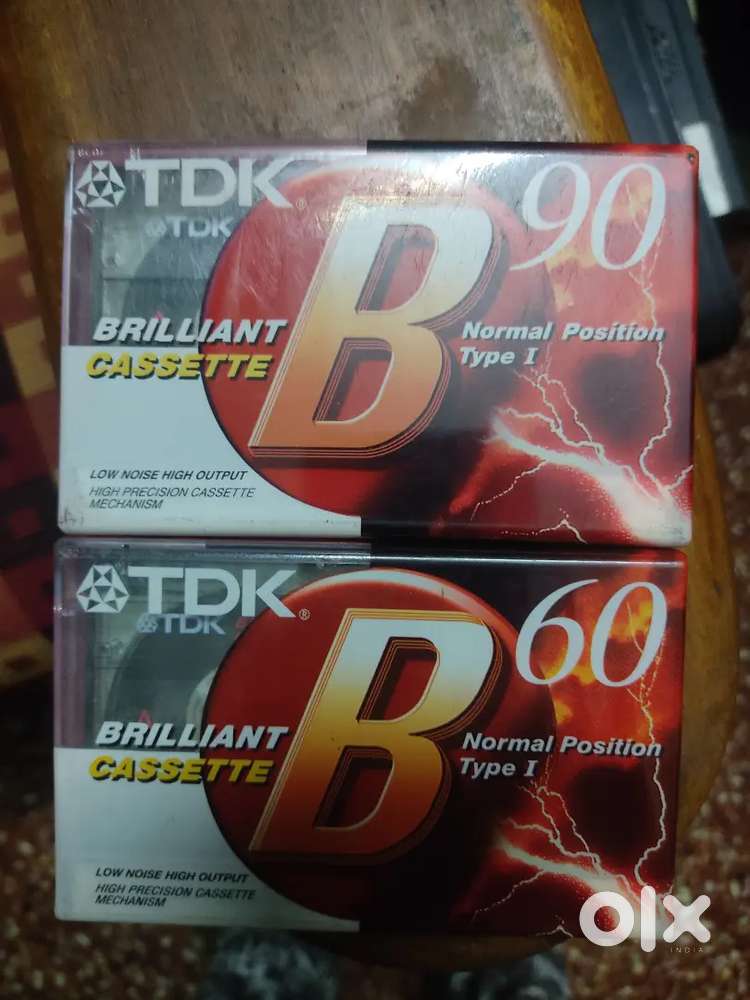 TDK®
TDK
90
B
BRILLIANT
CASSETTE
Normal Position
Type I
LOW NOISE HIGH OUTPUT
HIGH PRECISION CASSETTE
MECHANISM
TDK®
TDK
60
B
BRILLIANT
CASSETTE
Normal Position
Type I
LOW NOISE HIGH OUTPUT
HIGH PRECISION CASSETTE
MECHANISM
olx
INDIA